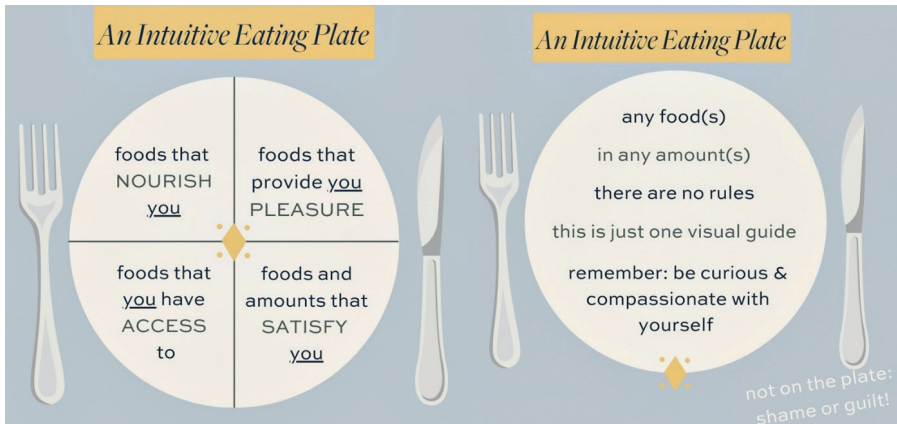 An Intuitive Eating Plate
foods that
NOURISH
you
foods that
provide you
PLEASURE
foods that
you have
ACCESS
to
foods and
amounts that
SATISFY
you
An Intuitive Eating Plate
any food(s)
in any amount(s)
there are no rules
this is just one visual guide
remember: be curious &
compassionate with
yourself
not on the plate:
shame or guilt!